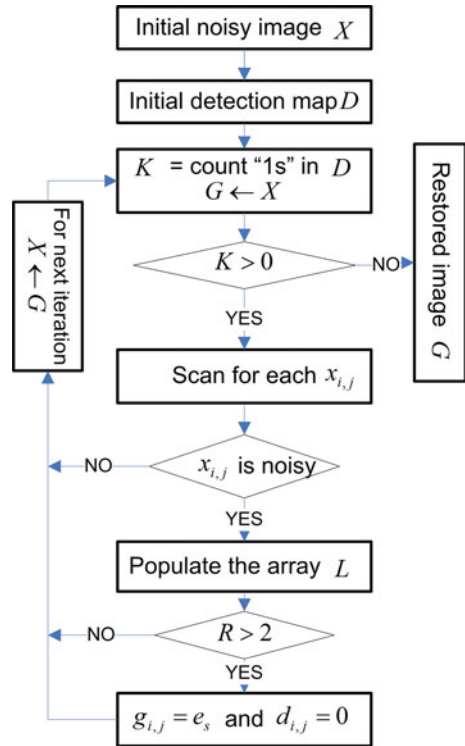 Initial noisy image X
Initial detection map D
K = count “1s” in D
G ← X
K > 0
NO
Restored image G
YES
For next iteration
X ← G
Scan for each x_{i,j}
x_{i,j} is noisy
NO
YES
Populate the array L
R > 2
NO
YES
g_{i,j} = e_s and d_{i,j} = 0